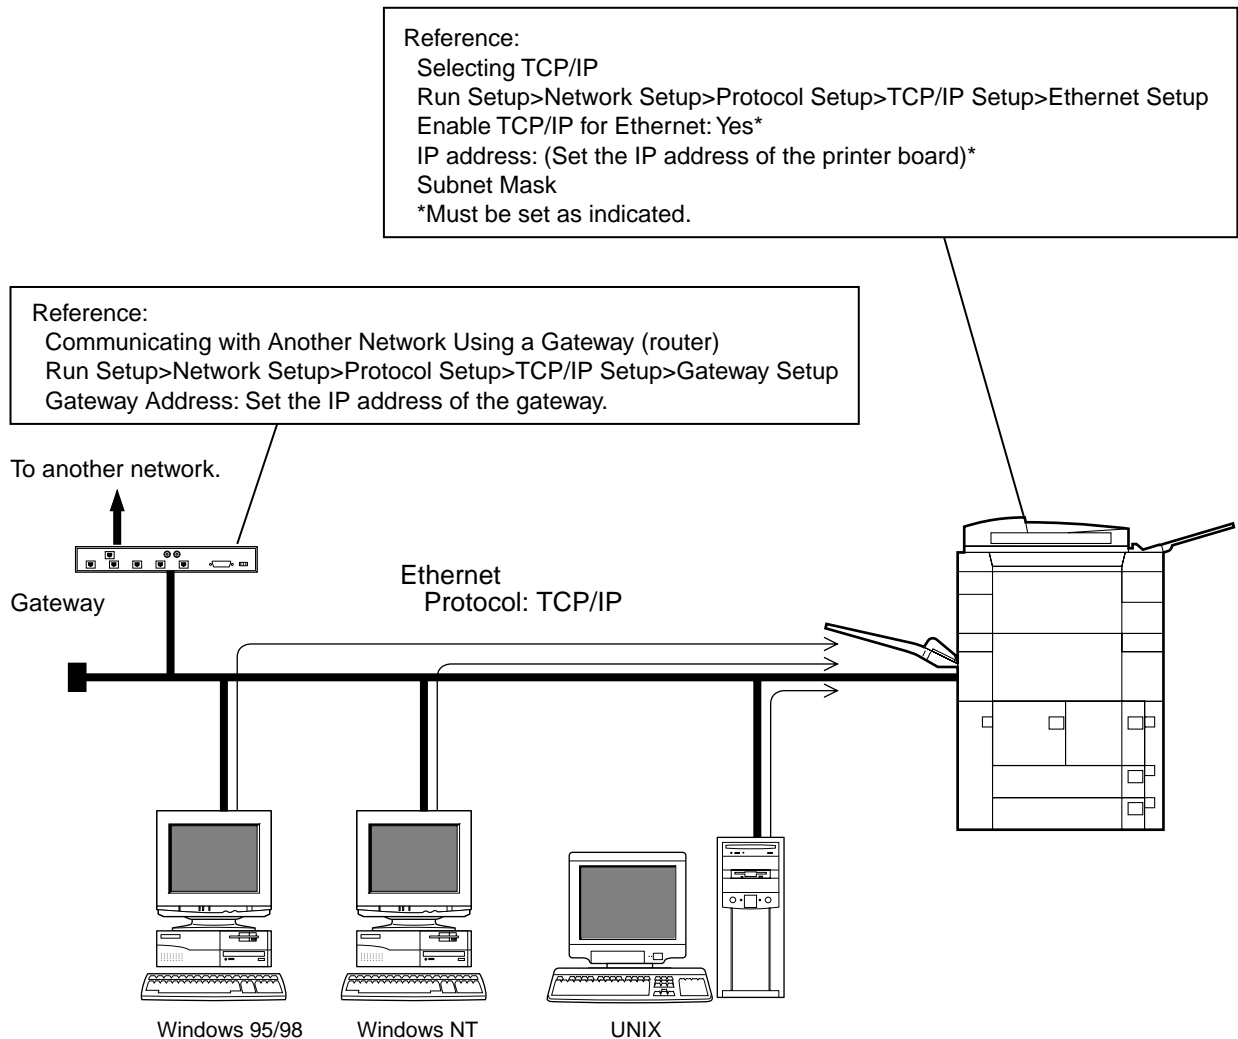 Reference:
Selecting TCP/IP
Run Setup>Network Setup>Protocol Setup>TCP/IP Setup>Ethernet Setup
Enable TCP/IP for Ethernet: Yes*
IP address: (Set the IP address of the printer board)*
Subnet Mask
*Must be set as indicated.
Reference:
Communicating with Another Network Using a Gateway (router)
Run Setup>Network Setup>Protocol Setup>TCP/IP Setup>Gateway Setup
Gateway Address: Set the IP address of the gateway.
To another network.
Gateway
Ethernet
Protocol: TCP/IP
Windows 95/98
Windows NT
UNIX